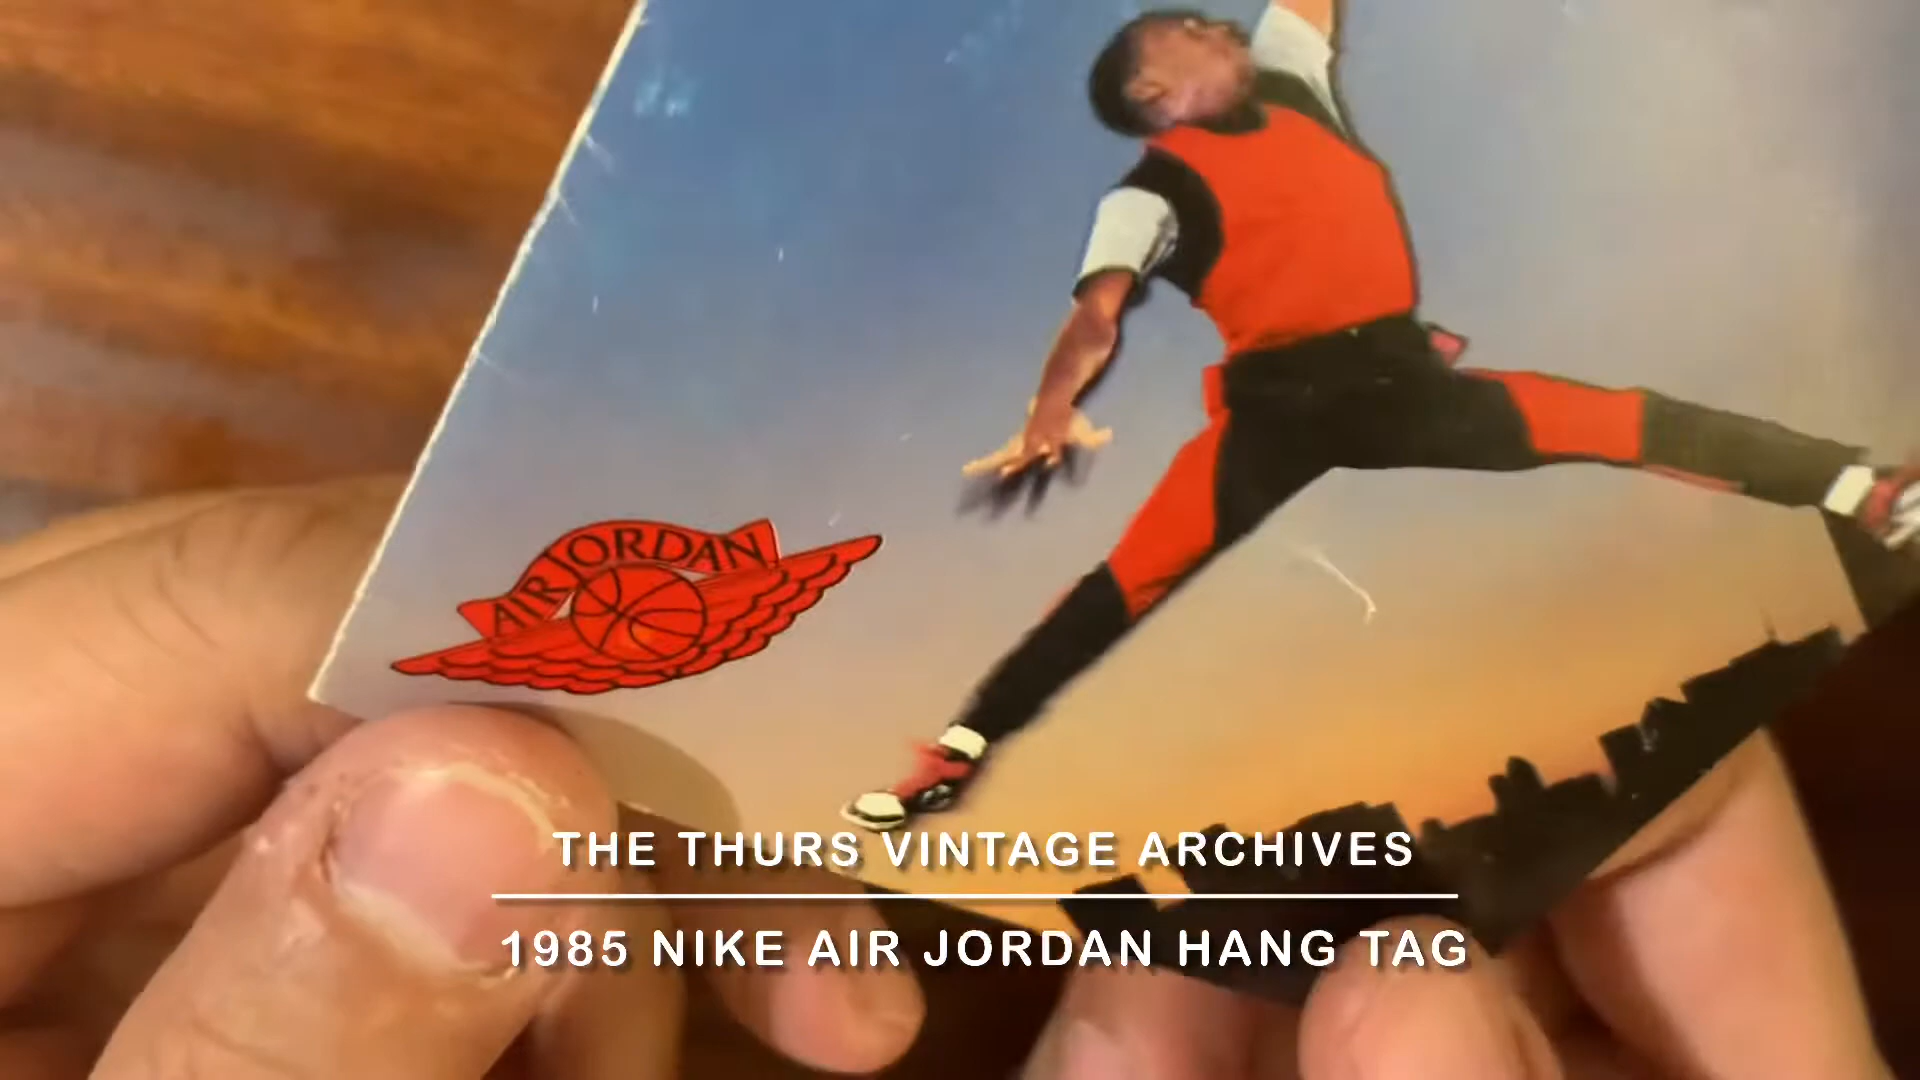 AIR JORDAN
THE THURS VINTAGE ARCHIVES
1985 NIKE AIR JORDAN HANG TAG